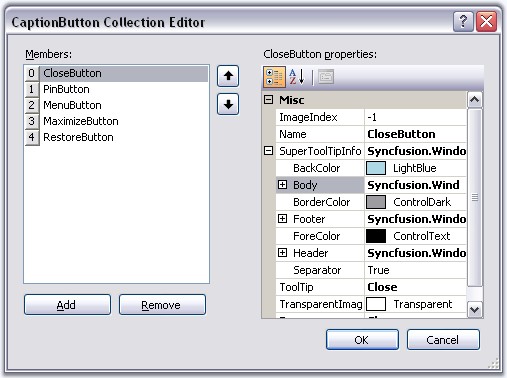 CaptionButton Collection Editor
Members:
0 CloseButton
1 PinButton
2 MenuButton
3 MaximizeButton
4 RestoreButton
Add
Remove
CloseButton properties:
Misc
ImageIndex -1
Name CloseButton
SuperToolTipInfo Syncfusion.Windo
BackColor LightBlue
Body Syncfusion.Wind
BorderColor ControlDark
Footer Syncfusion.Windo
ForeColor ControlText
Header Syncfusion.Windo
Separator True
ToolTip Close
TransparentImag Transparent
OK
Cancel